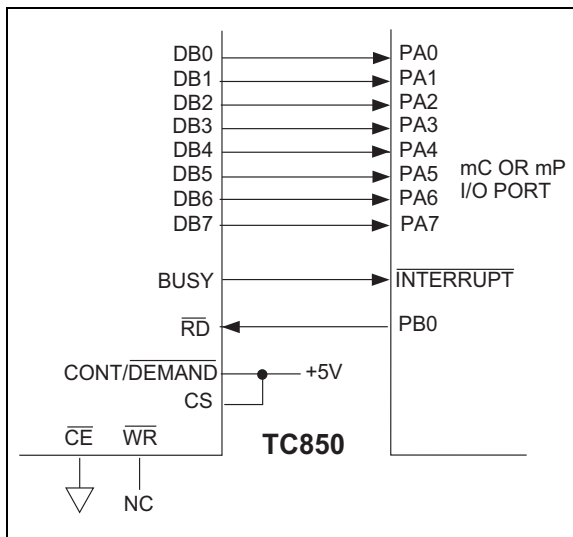 DB0 PA0
DB1 PA1
DB2 PA2
DB3 PA3
DB4 PA4
DB5 PA5
mC OR mP
I/O PORT
DB6 PA6
DB7 PA7
BUSY INTERRUPT
RD PB0
CONT/DEMAND +5V
CS
CE WR TC850
NC